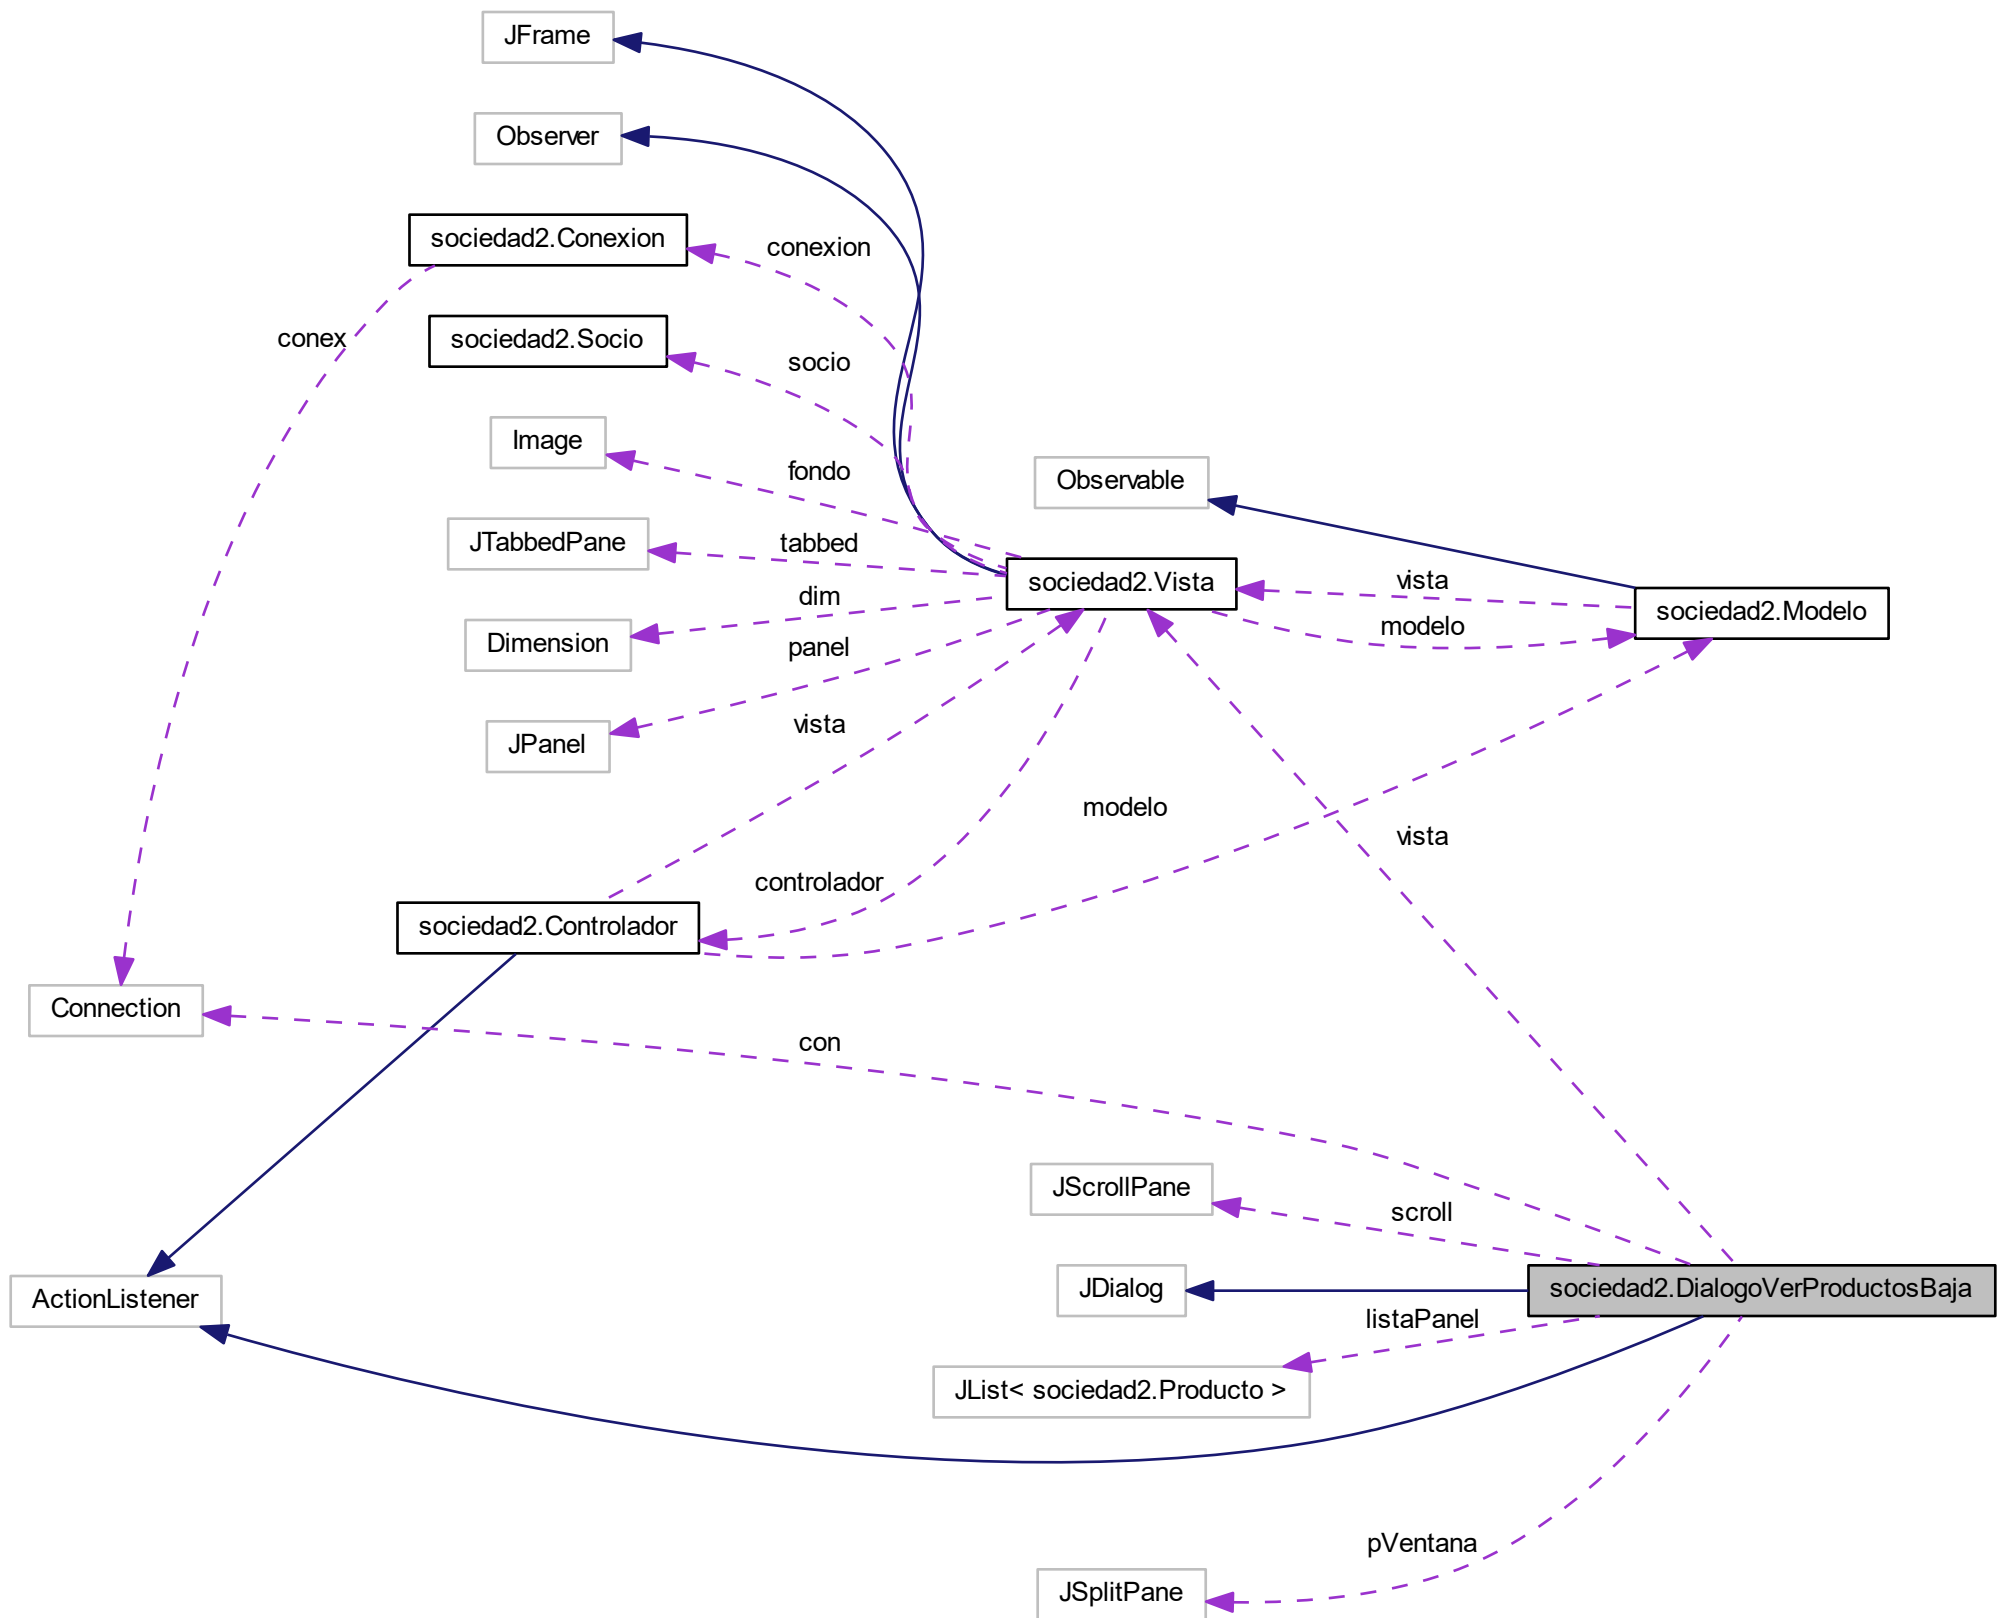 JFrame
Observer
sociedad2.Conexion
conexion
conex
sociedad2.Socio
socio
Image
fondo
Observable
JTabbedPane
tabbed
sociedad2.Vista
vista
sociedad2.Modelo
dim
modelo
Dimension
panel
vista
JPanel
modelo
vista
controlador
sociedad2.Controlador
Connection
con
JScrollPane
scroll
ActionListener
JDialog
sociedad2.DialogoVerProductosBaja
listaPanel
JList< sociedad2.Producto >
pVentana
JSplitPane